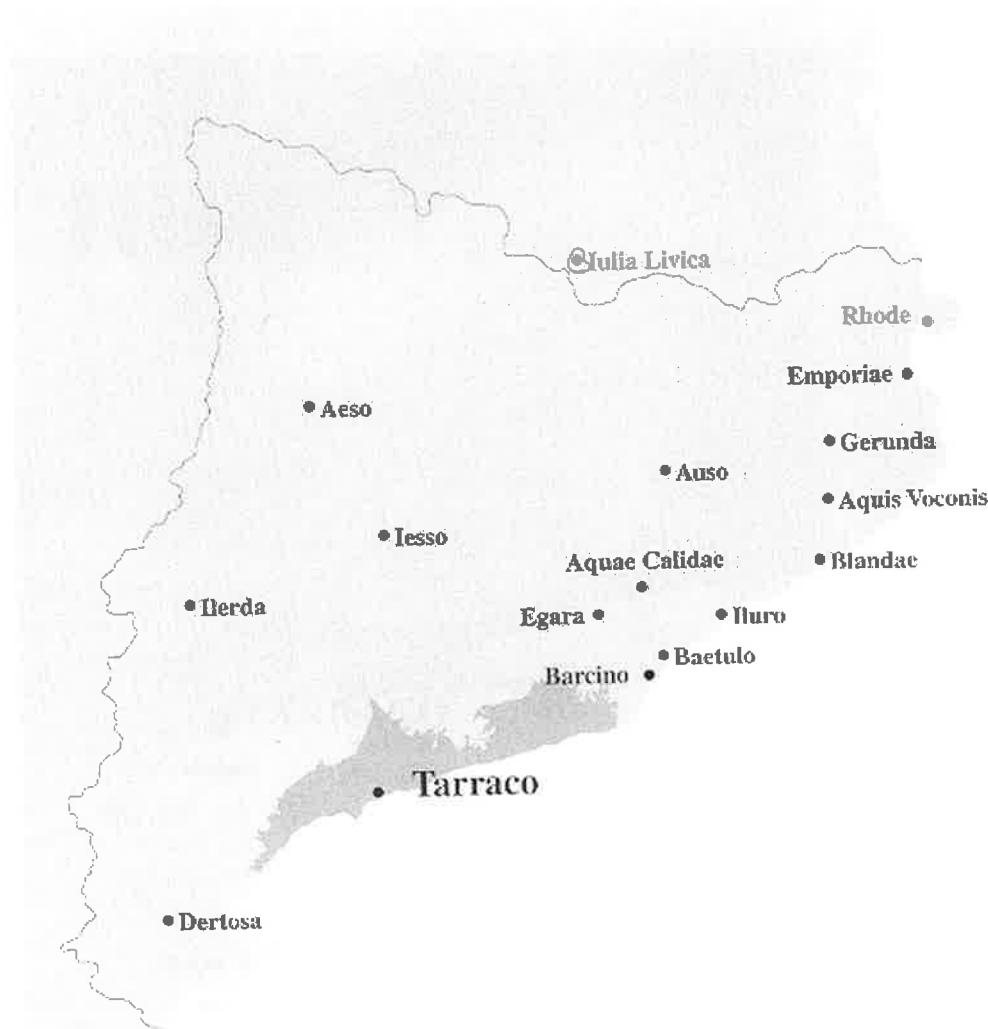 Iulia Livica
Rhode
Emporiae
Aeso
Gerunda
Auso
Aquis Voconis
Iesso
Aquae Calidae
Blandae
Ilerda
Egara
Iluro
Baetulo
Barcino
Tarraco
Dertosa